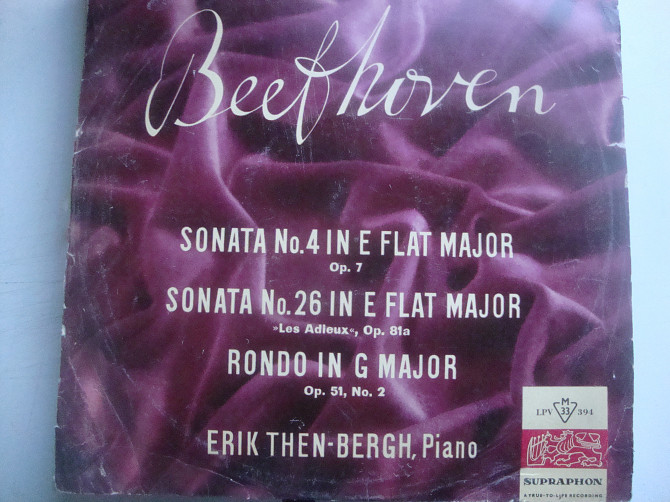 Beethoven
SONATA No.4 IN E FLAT MAJOR
Op. 7
SONATA No.26 IN E FLAT MAJOR
»Les Adieux«, Op. 81a
RONDO IN G MAJOR
Op. 51, No. 2
ERIK THEN-BERGH, Piano
M
LPV 33 394
SUPRAPHON
A TRUE-TO-LIFE RECORDING